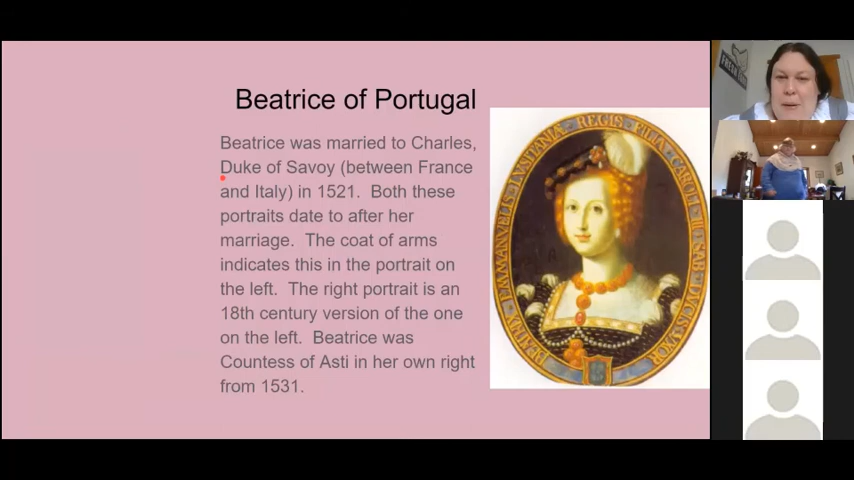 Beatrice of Portugal
Beatrice was married to Charles,
Duke of Savoy (between France
and Italy) in 1521.  Both these
portraits date to after her
marriage.  The coat of arms
indicates this in the portrait on
the left.  The right portrait is an
18th century version of the one
on the left.  Beatrice was
Countess of Asti in her own right
from 1531.
REGIS FILIA CAROLI